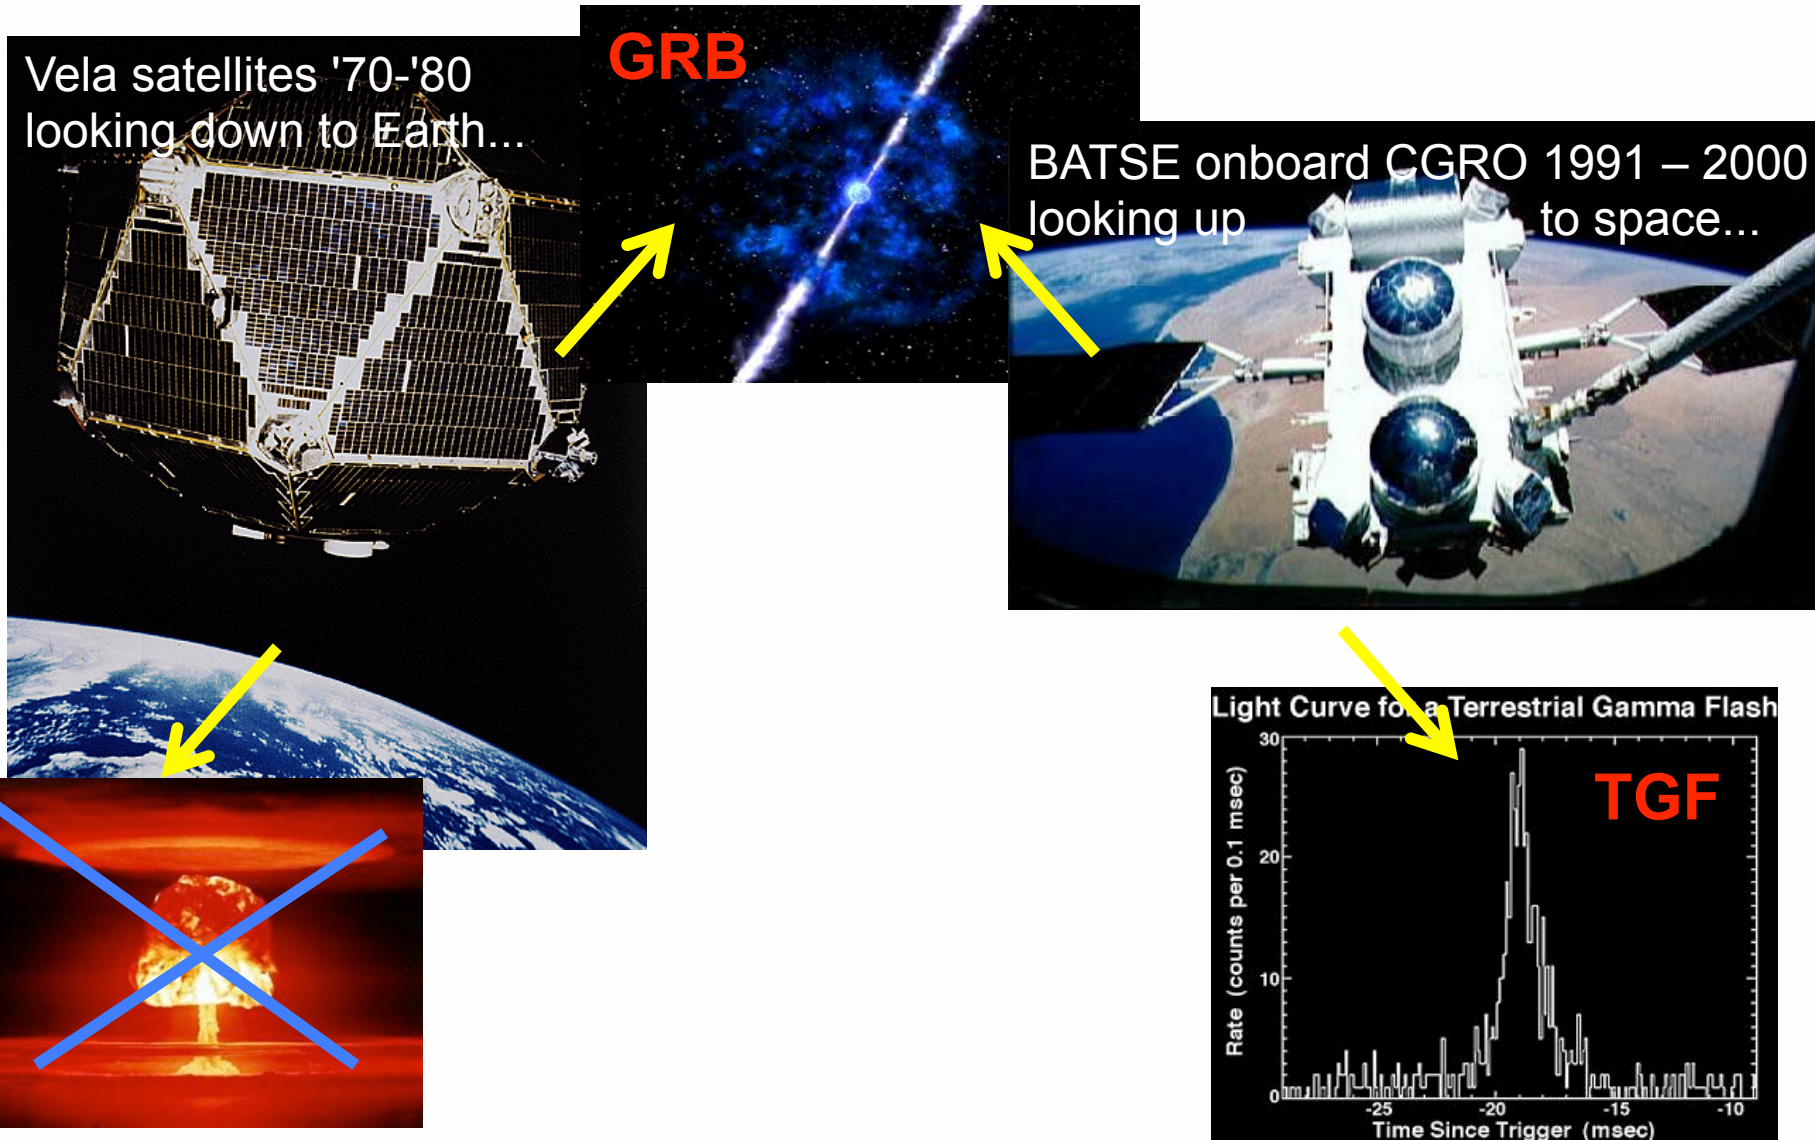 Vela satellites '70-'80
looking down to Earth...
GRB
BATSE onboard CGRO 1991 – 2000
looking up to space...
Light Curve for a Terrestrial Gamma Flash
TGF
Rate (counts per 0.1 msec)
30
20
10
0
-25 -20 -15 -10
Time Since Trigger (msec)